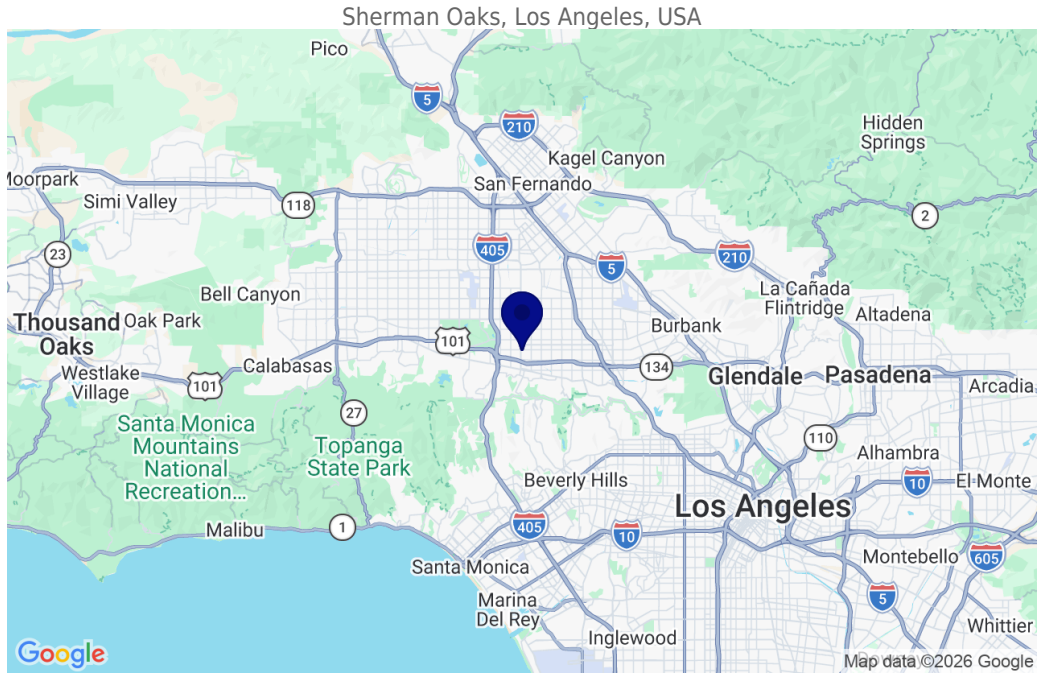 Sherman Oaks, Los Angeles, USA
Pico
5
210
Hidden
Springs
Kagel Canyon
San Fernando
Moorpark
Simi Valley
118
2
23
405
210
5
Bell Canyon
La Cañada
Flintridge
Altadena
Thousand
Oaks
Oak Park
Burbank
101
134
Calabasas
Westlake
Village
101
Glendale
Pasadena
Arcadia
27
Santa Monica
Mountains
National
Recreation...
Topanga
State Park
110
Alhambra
Beverly Hills
10
El Monte
Los Angeles
Malibu
1
405
10
Montebello
605
Santa Monica
Marina
Del Rey
5
Whittier
Inglewood
Google
Map data ©2026 Google